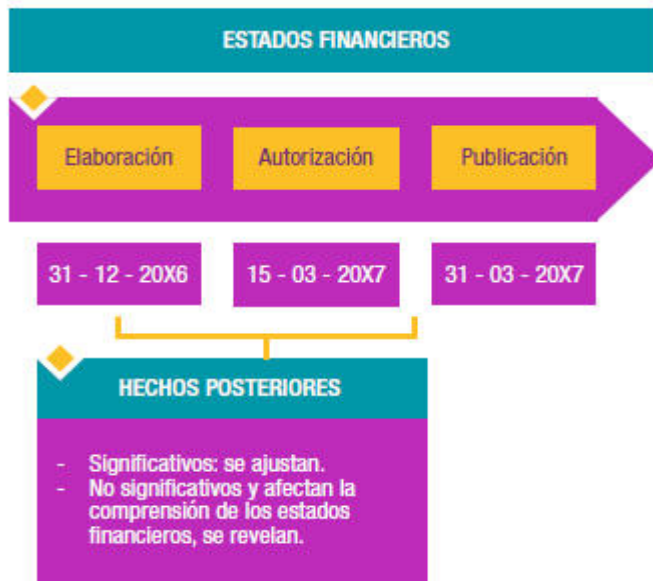 ESTADOS FINANCIEROS
Elaboración
Autorización
Publicación
31 - 12 - 20X6
15 - 03 - 20X7
31 - 03 - 20X7
HECHOS POSTERIORES
- Significativos: se ajustan.
- No significativos y afectan la
comprensión de los estados
financieros, se revelan.